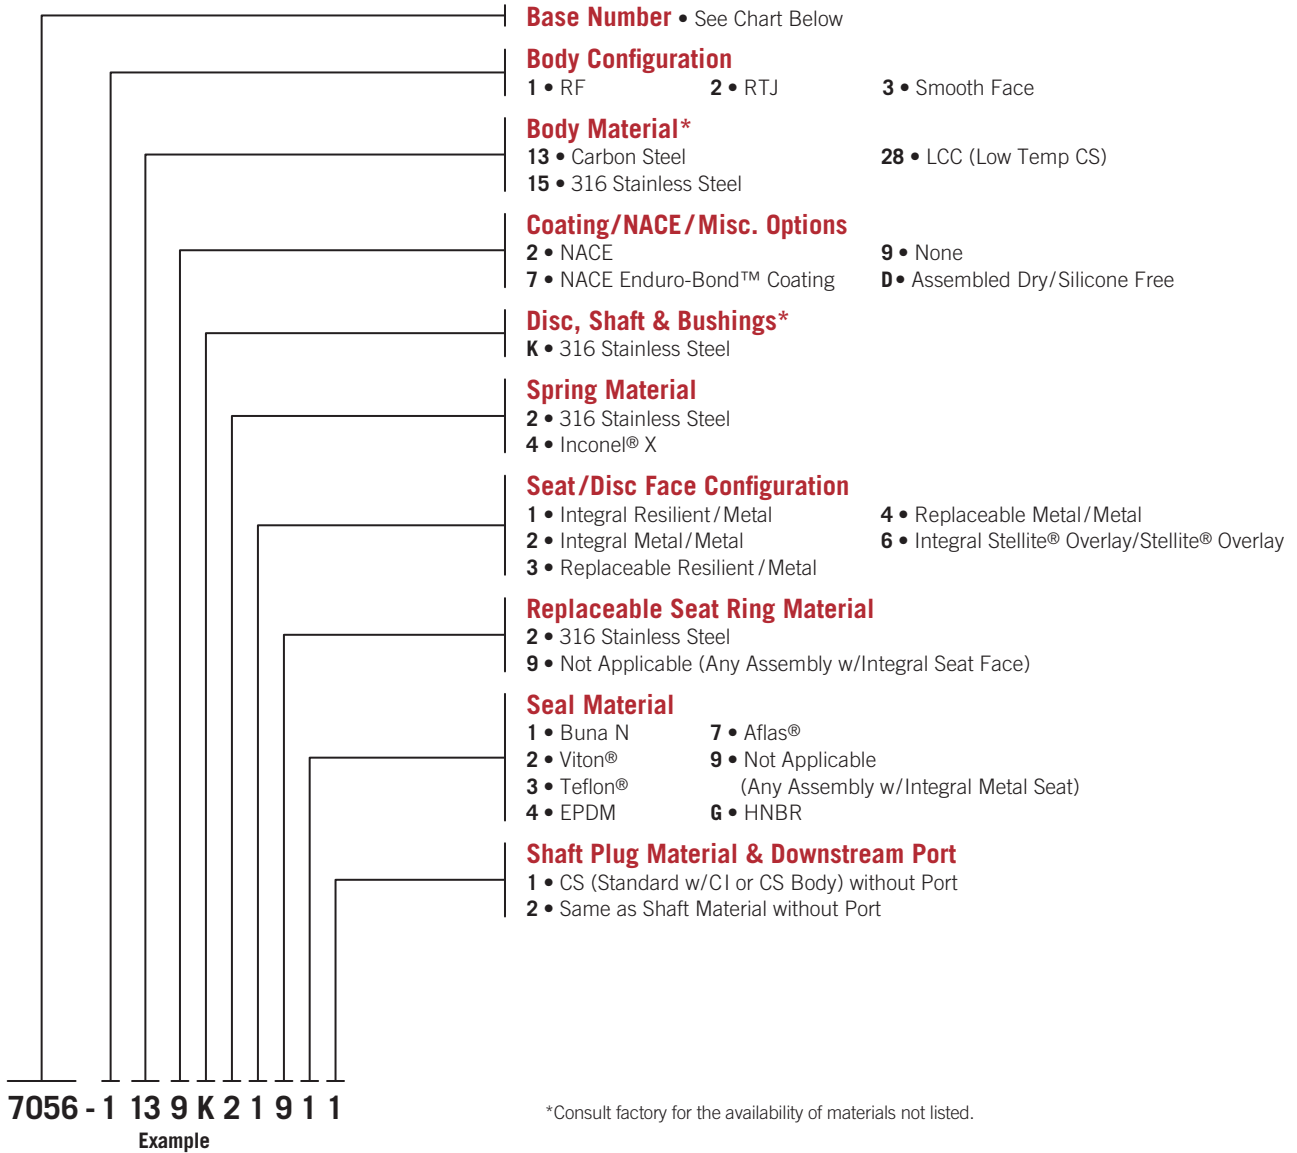 Base Number • See Chart Below
Body Configuration
1 • RF 2 • RTJ 3 • Smooth Face
Body Material*
13 • Carbon Steel 28 • LCC (Low Temp CS)
15 • 316 Stainless Steel
Coating/NACE/Misc. Options
2 • NACE 9 • None
7 • NACE Enduro-Bond™ Coating D • Assembled Dry/Silicone Free
Disc, Shaft & Bushings*
K • 316 Stainless Steel
Spring Material
2 • 316 Stainless Steel
4 • Inconel® X
Seat/Disc Face Configuration
1 • Integral Resilient/Metal 4 • Replaceable Metal/Metal
2 • Integral Metal/Metal 6 • Integral Stellite® Overlay/Stellite® Overlay
3 • Replaceable Resilient/Metal
Replaceable Seat Ring Material
2 • 316 Stainless Steel
9 • Not Applicable (Any Assembly w/Integral Seat Face)
Seal Material
1 • Buna N 7 • Aflas®
2 • Viton® 9 • Not Applicable
3 • Teflon® (Any Assembly w/Integral Metal Seat)
4 • EPDM G • HNBR
Shaft Plug Material & Downstream Port
1 • CS (Standard w/CI or CS Body) without Port
2 • Same as Shaft Material without Port
7056 - 1 13 9 K 2 1 9 1 1
Example
*Consult factory for the availability of materials not listed.